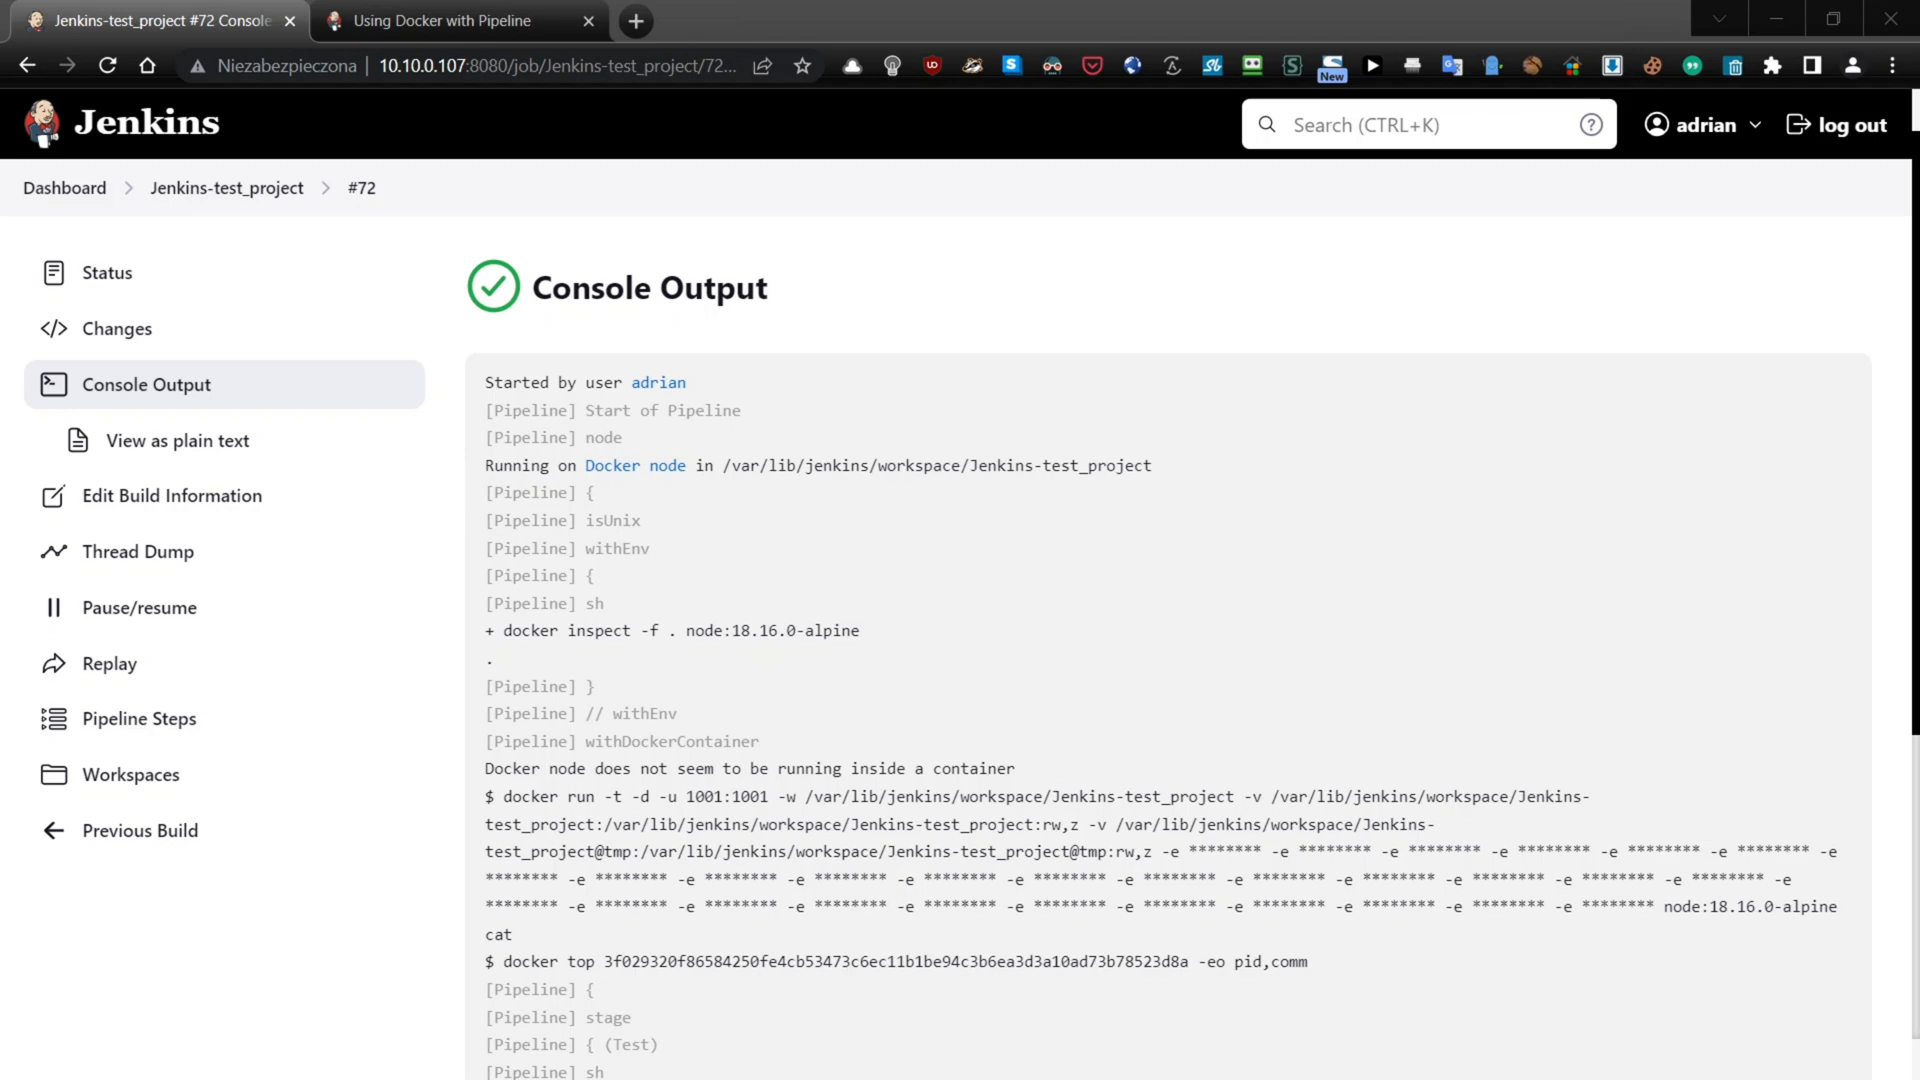 Jenkins-test_project #72 Console
Using Docker with Pipeline
Niezabezpieczona
10.10.0.107:8080/job/Jenkins-test_project/72...
New
Jenkins
Search (CTRL+K)
adrian
log out
Dashboard
Jenkins-test_project
#72
Status
Changes
Console Output
View as plain text
Edit Build Information
Thread Dump
Pause/resume
Replay
Pipeline Steps
Workspaces
Previous Build
Console Output
Started by user adrian
[Pipeline] Start of Pipeline
[Pipeline] node
Running on Docker node in /var/lib/jenkins/workspace/Jenkins-test_project
[Pipeline] {
[Pipeline] isUnix
[Pipeline] withEnv
[Pipeline] {
[Pipeline] sh
+ docker inspect -f . node:18.16.0-alpine
.
[Pipeline] }
[Pipeline] // withEnv
[Pipeline] withDockerContainer
Docker node does not seem to be running inside a container
$ docker run -t -d -u 1001:1001 -w /var/lib/jenkins/workspace/Jenkins-test_project -v /var/lib/jenkins/workspace/Jenkins-
test_project:/var/lib/jenkins/workspace/Jenkins-test_project:rw,z -v /var/lib/jenkins/workspace/Jenkins-
test_project@tmp:/var/lib/jenkins/workspace/Jenkins-test_project@tmp:rw,z -e ******** -e ******** -e ******** -e ******** -e ******** -e ******** -e
******** -e ******** -e ******** -e ******** -e ******** -e ******** -e ******** -e ******** -e ******** -e ******** -e ******** -e ******** -e
******** -e ******** -e ******** -e ******** -e ******** -e ******** -e ******** -e ******** -e ******** -e ******** -e ******** node:18.16.0-alpine
cat
$ docker top 3f029320f86584250fe4cb53473c6ec11b1be94c3b6ea3d3a10ad73b78523d8a -eo pid,comm
[Pipeline] {
[Pipeline] stage
[Pipeline] { (Test)
[Pipeline] sh